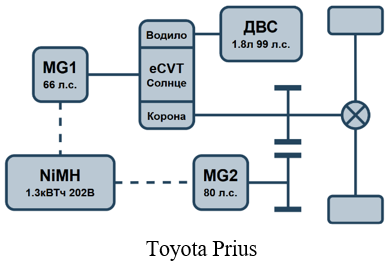 Водило
ДВС
1.8л 99 л.с.
MG1
66 л.с.
eCVT
Солнце
Корона
NiMH
1.3кВТч 202В
MG2
80 л.с.
Toyota Prius